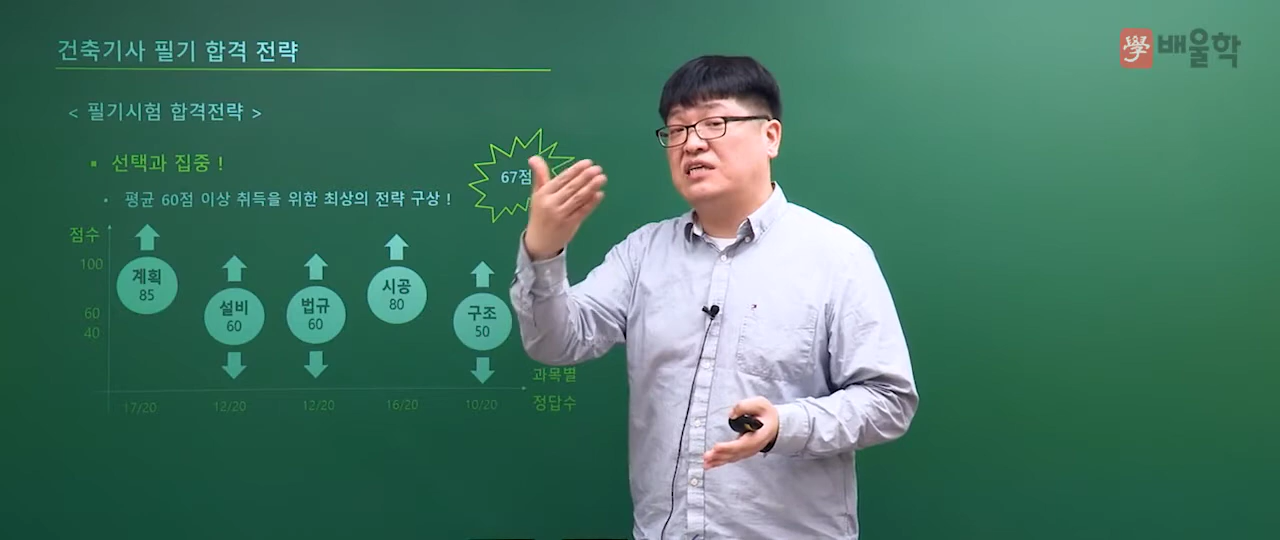 건축기사 필기 합격 전략
學 배울학
< 필기시험 합격전략 >
▪ 선택과 집중 !
67점
• 평균 60점 이상 취득을 위한 최상의 전략 구상 !
점수
100
60
40
계획
85
설비
60
법규
60
시공
80
구조
50
과목별
정답수
17/20
12/20
12/20
16/20
10/20